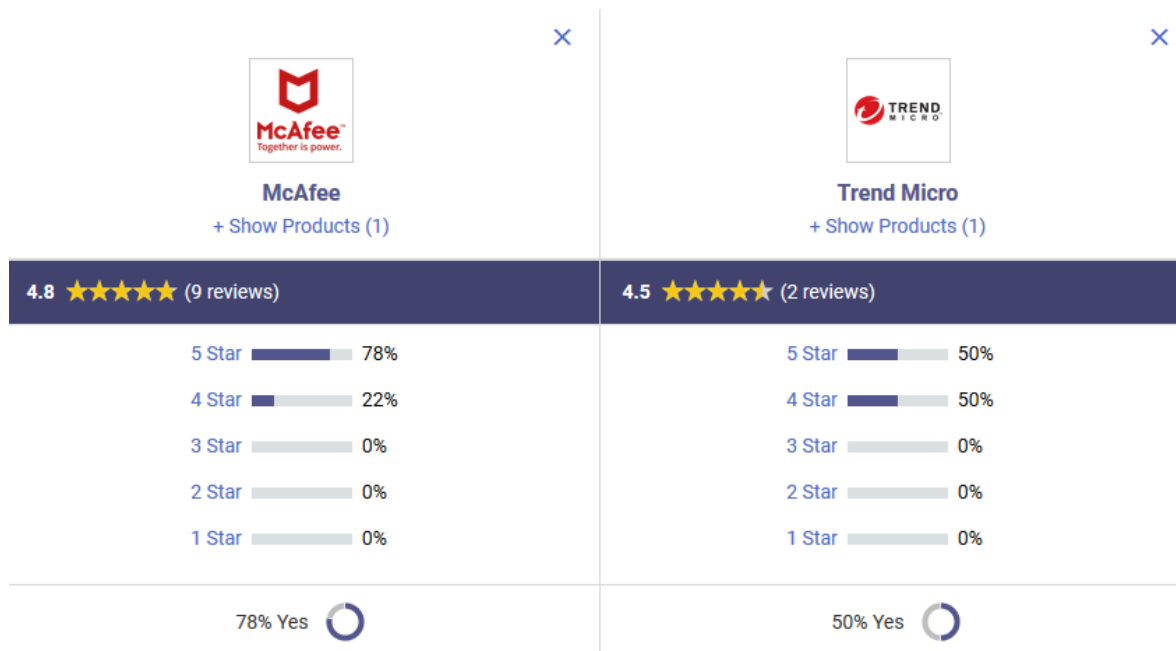 McAfee™
Together is power.
McAfee
+ Show Products (1)
4.8 (9 reviews)
5 Star 78%
4 Star 22%
3 Star 0%
2 Star 0%
1 Star 0%
78% Yes
TREND
MICRO
Trend Micro
+ Show Products (1)
4.5 (2 reviews)
5 Star 50%
4 Star 50%
3 Star 0%
2 Star 0%
1 Star 0%
50% Yes